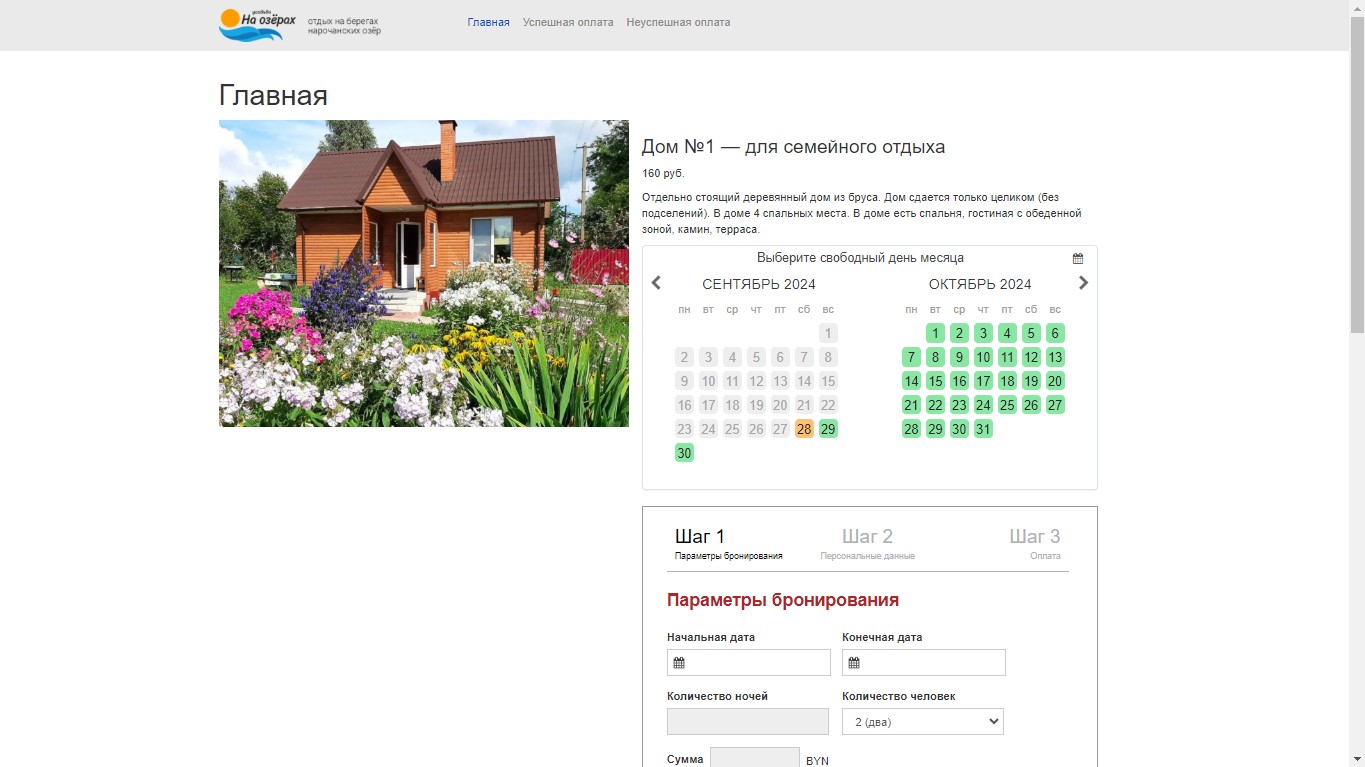 усадьба
На озёрах
отдых на берегах
нарочанских озёр
Главная
Успешная оплата
Неуспешная оплата
Главная
Дом №1 — для семейного отдыха
160 руб.
Отдельно стоящий деревянный дом из бруса. Дом сдается только целиком (без
подселений). В доме 4 спальных места. В доме есть спальня, гостиная с обеденной
зоной, камин, терраса.
Выберите свободный день месяца
СЕНТЯБРЬ 2024
пн вт ср чт пт сб вс
1
2 3 4 5 6 7 8
9 10 11 12 13 14 15
16 17 18 19 20 21 22
23 24 25 26 27 28 29
30
ОКТЯБРЬ 2024
пн вт ср чт пт сб вс
1 2 3 4 5 6
7 8 9 10 11 12 13
14 15 16 17 18 19 20
21 22 23 24 25 26 27
28 29 30 31
Шаг 1
Параметры бронирования
Шаг 2
Персональные данные
Шаг 3
Оплата
Параметры бронирования
Начальная дата
Конечная дата
Количество ночей
Количество человек
2 (два)
Сумма
BYN